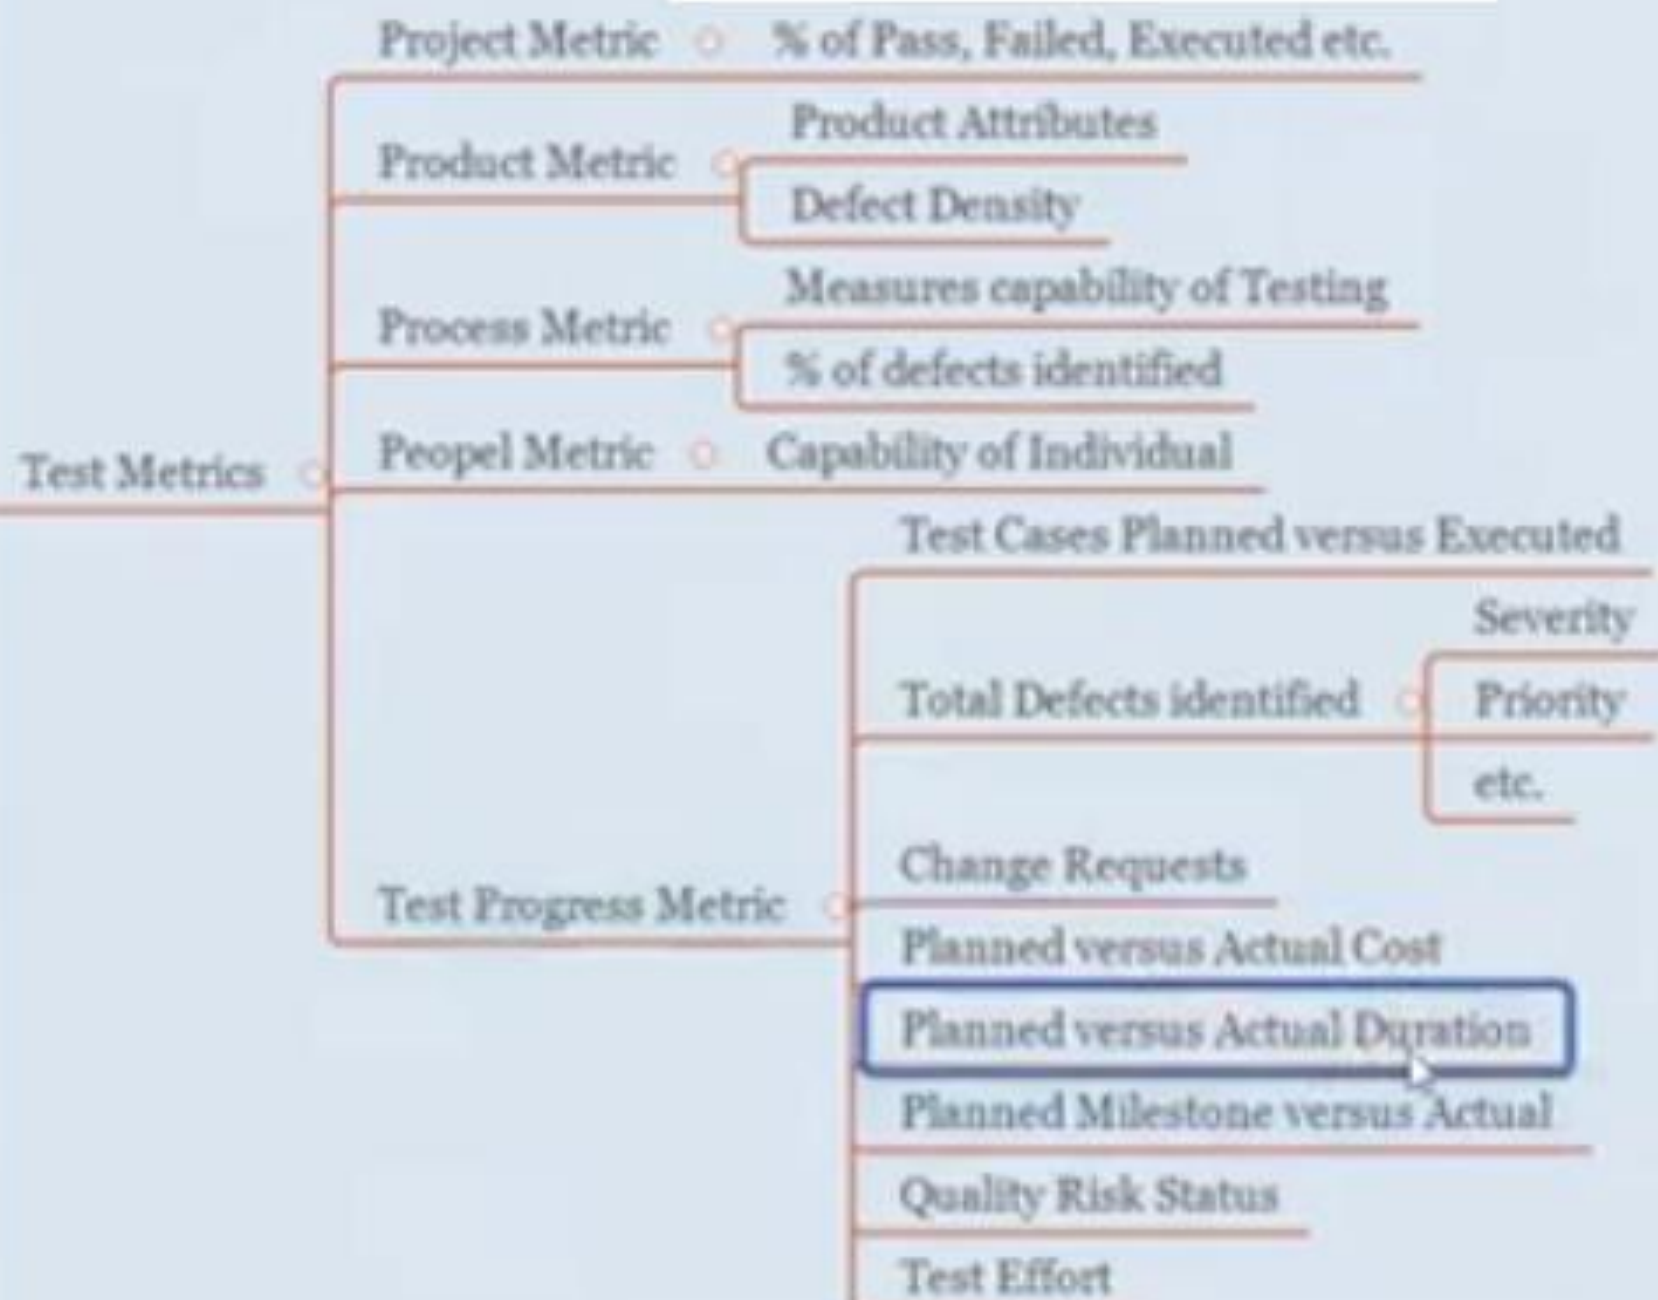 Project Metric % of Pass, Failed, Executed etc.
Product Attributes
Product Metric
Defect Density
Measures capability of Testing
Process Metric
% of defects identified
Peopel Metric Capability of Individual
Test Metrics
Test Cases Planned versus Executed
Severity
Total Defects identified Priority
etc.
Change Requests
Test Progress Metric
Planned versus Actual Cost
Planned versus Actual Duration
Planned Milestone versus Actual
Quality Risk Status
Test Effort